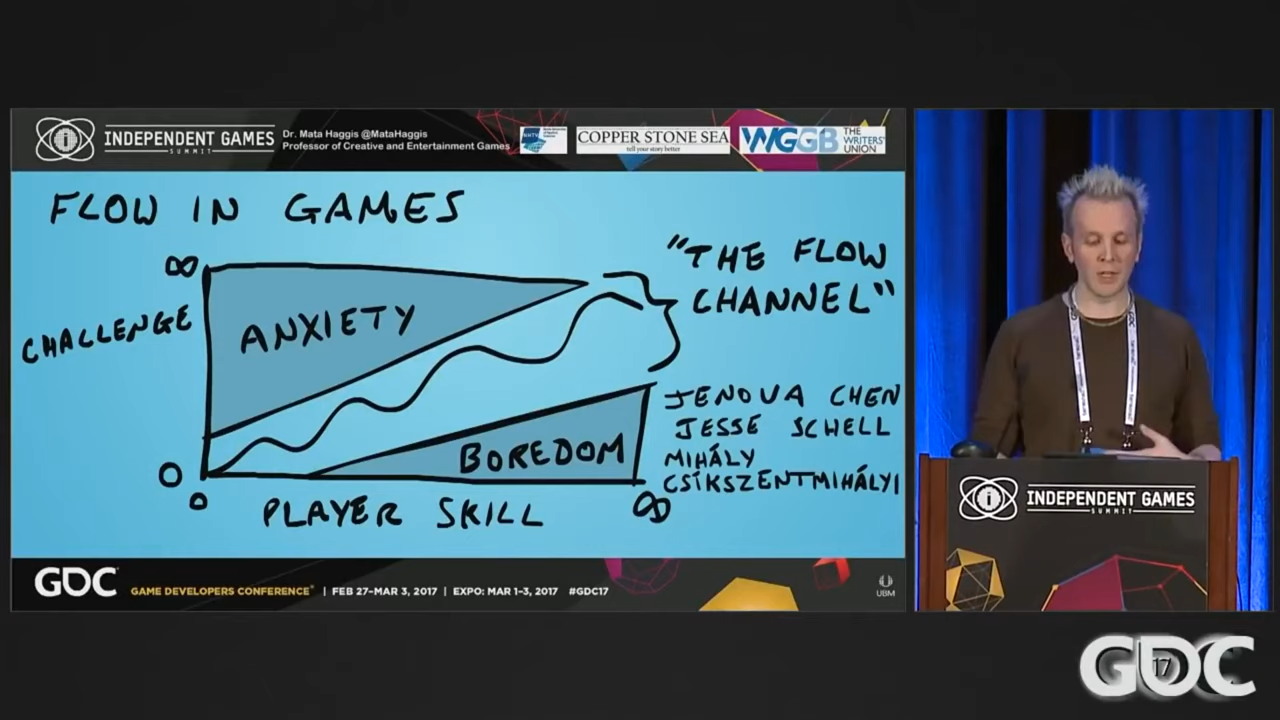 INDEPENDENT GAMES
SUMMIT
Dr. Mata Haggis @MataHaggis
Professor of Creative and Entertainment Games
COPPER STONE SEA
tell your story better
WGGB THE WRITERS' UNION
FLOW IN GAMES
"THE FLOW CHANNEL"
∞
CHALLENGE
ANXIETY
JENOVA CHEN
JESSE SCHELL
MIHÁLY
CSÍKSZENTMIHÁLYI
BOREDOM
0
0
PLAYER SKILL
∞
GDC
GAME DEVELOPERS CONFERENCE® | FEB 27–MAR 3, 2017 | EXPO: MAR 1–3, 2017 #GDC17
UBM
INDEPENDENT GAMES
SUMMIT
GDC
17